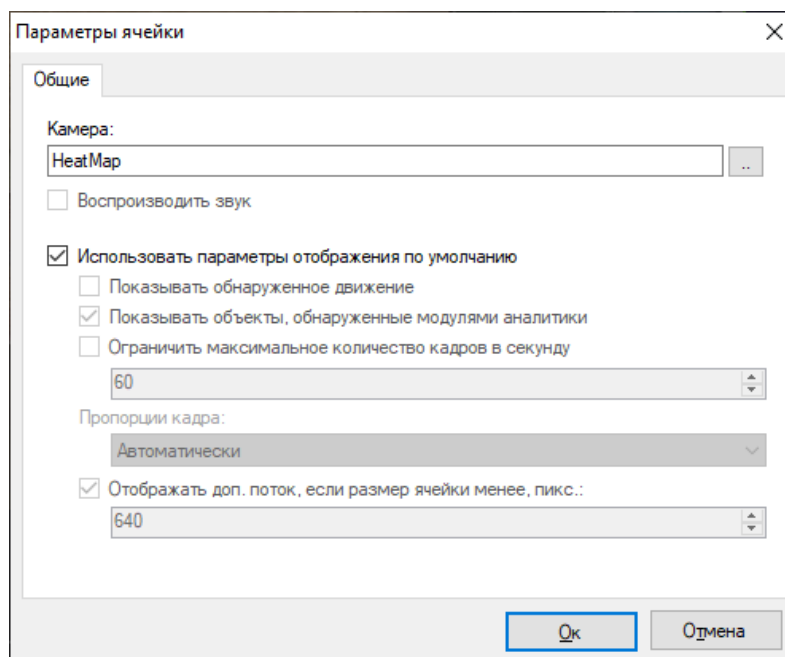 Параметры ячейки
Общие
Камера:
HeatMap
..
Воспроизводить звук
Использовать параметры отображения по умолчанию
Показывать обнаруженное движение
Показывать объекты, обнаруженные модулями аналитики
Ограничить максимальное количество кадров в секунду
60
Пропорции кадра:
Автоматически
Отображать доп. поток, если размер ячейки менее, пикс.:
640
Ок
Отмена